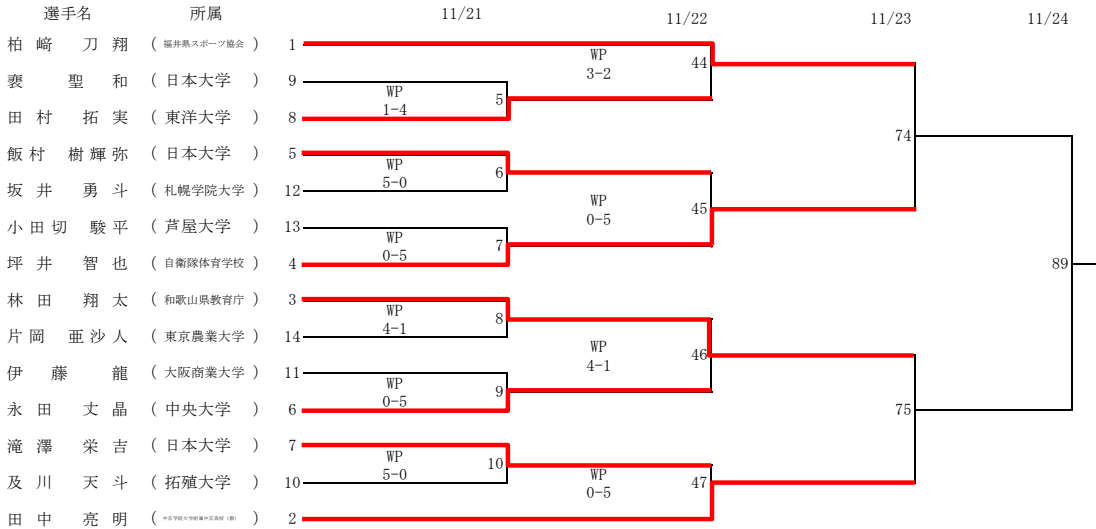 選手名 所属 11/21 11/22 11/23 11/24
柏﨑 刀翔 ( 福井県スポーツ協会 ) 1
WP 44
3-2
裵 聖和 ( 日本大学 ) 9
WP 5
1-4
田村 拓実 ( 東洋大学 ) 8
74
飯村 樹輝弥 ( 日本大学 ) 5
WP 6
5-0
坂井 勇斗 ( 札幌学院大学 ) 12
WP 45
0-5
小田切 駿平 ( 芦屋大学 ) 13
WP 7
0-5
坪井 智也 ( 自衛隊体育学校 ) 4
89
林田 翔太 ( 和歌山県教育庁 ) 3
WP 8
4-1
片岡 亜沙人 ( 東京農業大学 ) 14
WP 46
4-1
伊藤 龍 ( 大阪商業大学 ) 11
WP 9
0-5
永田 丈晶 ( 中央大学 ) 6
75
滝澤 栄吉 ( 日本大学 ) 7
WP 10
5-0
及川 天斗 ( 拓殖大学 ) 10
WP 47
0-5
田中 亮明 ( ) 2